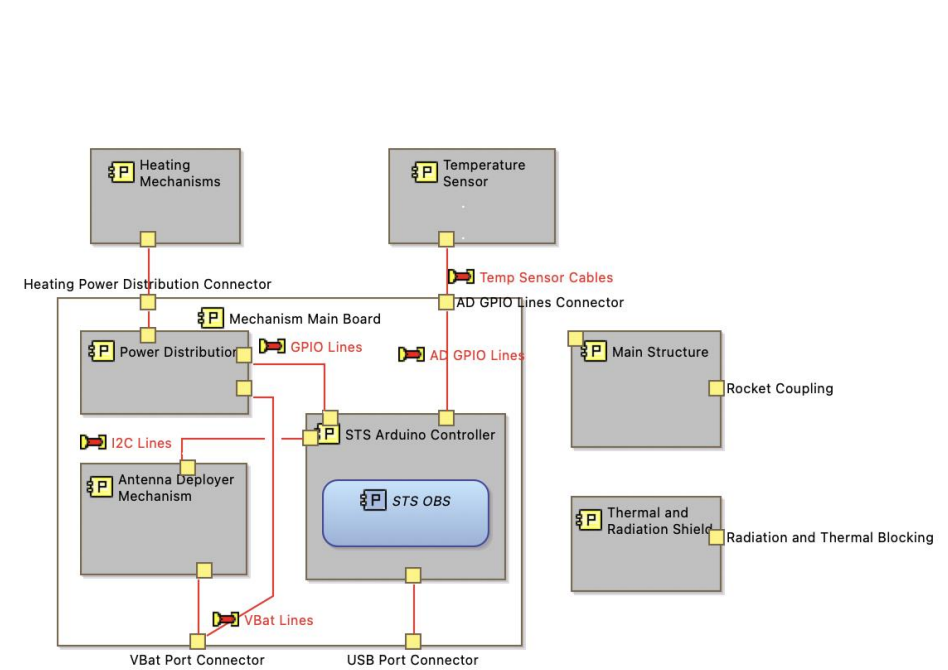 Heating
Mechanisms
Temperature
Sensor
Temp Sensor Cables
Heating Power Distribution Connector
AD GPIO Lines Connector
Mechanism Main Board
Power Distribution
GPIO Lines
AD GPIO Lines
Main Structure
Rocket Coupling
I2C Lines
STS Arduino Controller
Antenna Deployer
Mechanism
STS OBS
Thermal and
Radiation Shield
Radiation and Thermal Blocking
VBat Lines
VBat Port Connector
USB Port Connector